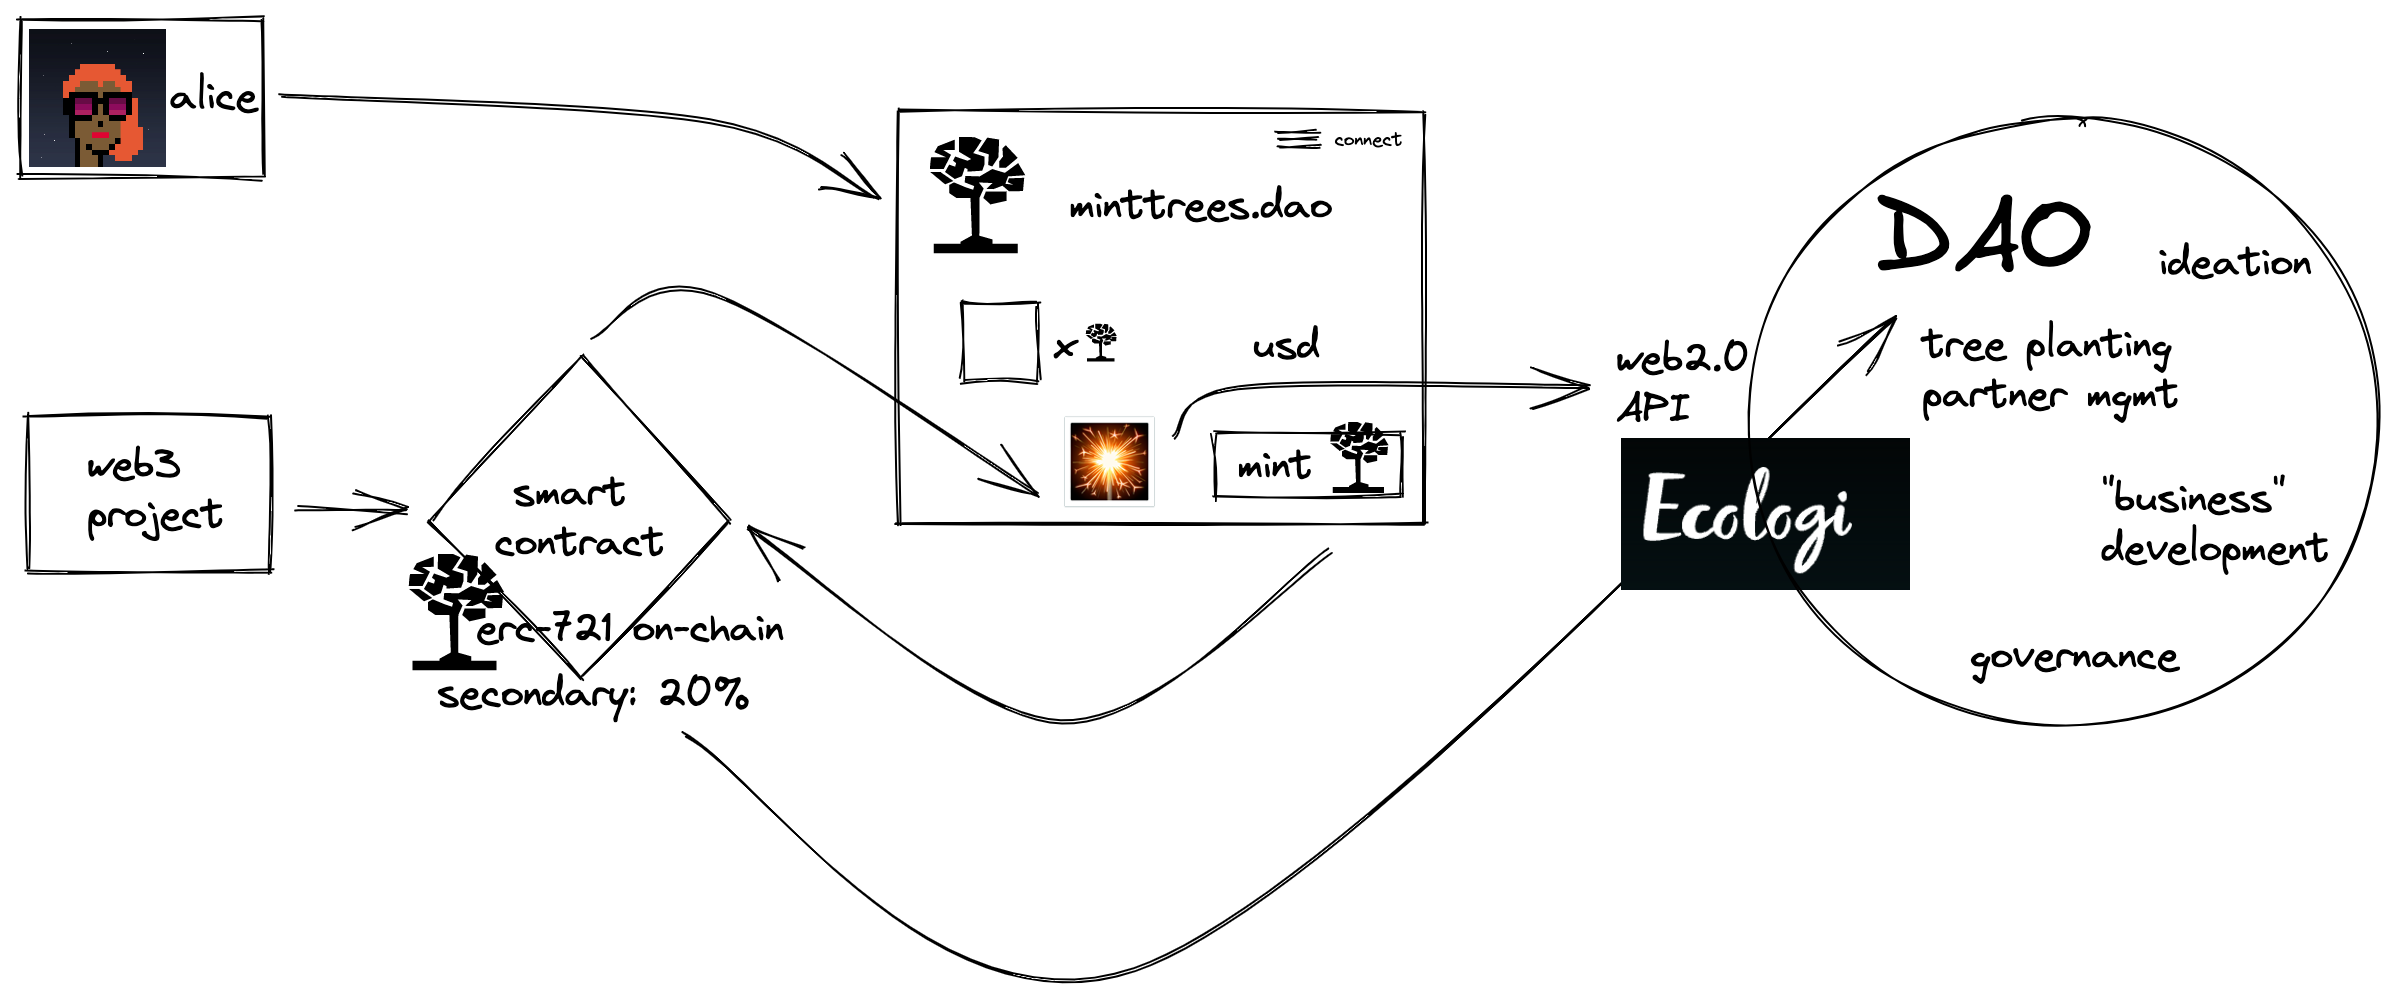 alice
connect
minttrees.dao
x
usd
mint
web3
project
smart
contract
erc-721 on-chain
secondary: 20%
web2.0
API
Ecologi
DAO
ideation
tree planting
partner mgmt
"business"
development
governance